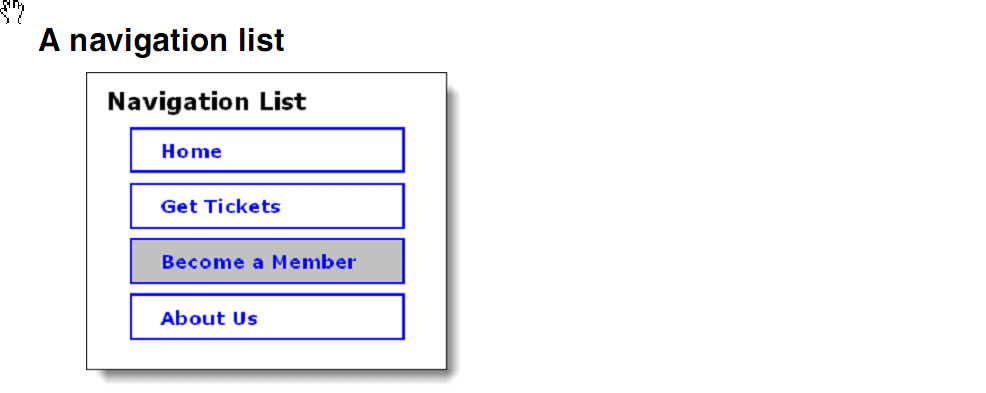 A navigation list
Navigation List
Home
Get Tickets
Become a Member
About Us